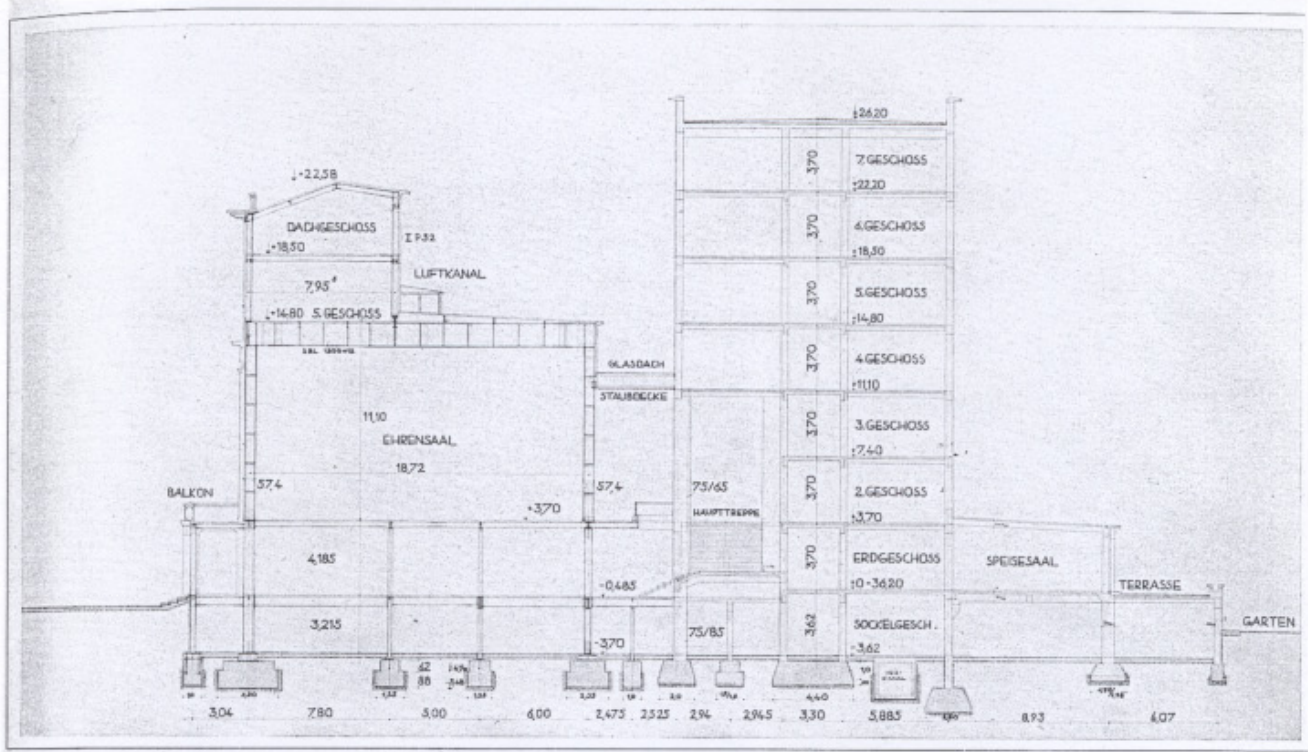 ±26,20
3,70
7.GESCHOSS
±22,20
+22,58
DACHGESCHOSS
+18,50
I P.32
3,70
6.GESCHOSS
±18,50
LUFTKANAL
7,95
+14,80 5.GESCHOSS
3,70
5.GESCHOSS
±14,80
GLASDACH
STAUBDECKE
3,70
4.GESCHOSS
±11,10
11,10
EHRENSAAL
18,72
3,70
3.GESCHOSS
±7,40
BALKON
57,4
57,4
75/65
HAUPTTREPPE
+3,70
3,70
2.GESCHOSS
±3,70
4,185
3,70
ERDGESCHOSS
SPEISESAAL
-0,485
±0=36,20
TERRASSE
3,215
-3,70
75/85
3,62
SOCKELGESCH.
-3,62
GARTEN
4,40
3,04
7,80
5,00
6,00
2,475
2,525
2,94
2,945
3,30
5,885
8,93
6,07